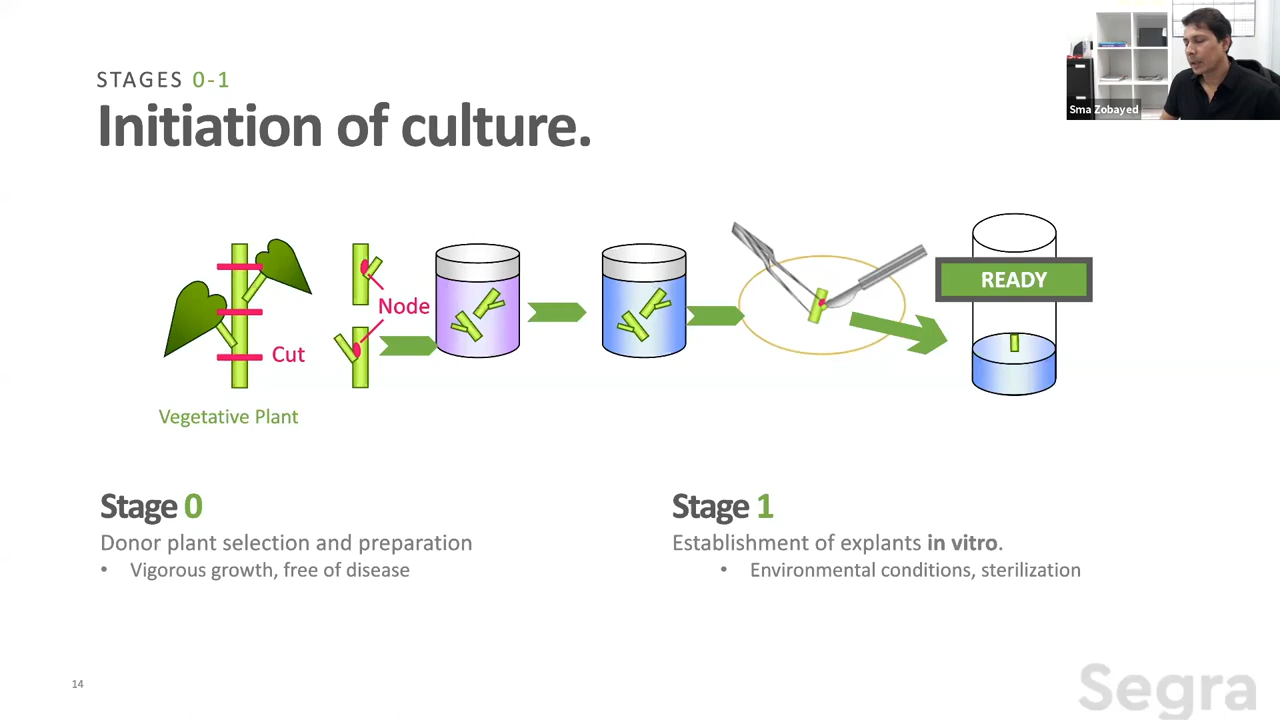 STAGES 0-1
Initiation of culture.
Sma Zobayed
READY
Node
Cut
Vegetative Plant
Stage 0
Donor plant selection and preparation
• Vigorous growth, free of disease
Stage 1
Establishment of explants in vitro.
• Environmental conditions, sterilization
14
Segra